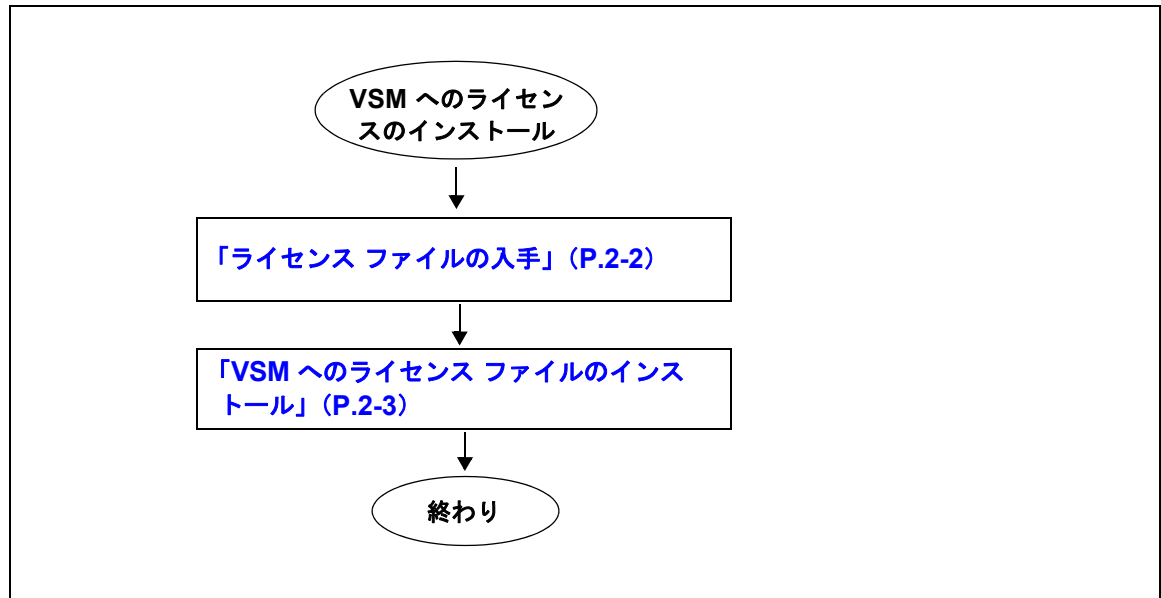 VSM へのライセン
スのインストール
「ライセンス ファイルの入手」（P.2-2）
「VSM へのライセンス ファイルのインス
トール」（P.2-3）
終わり